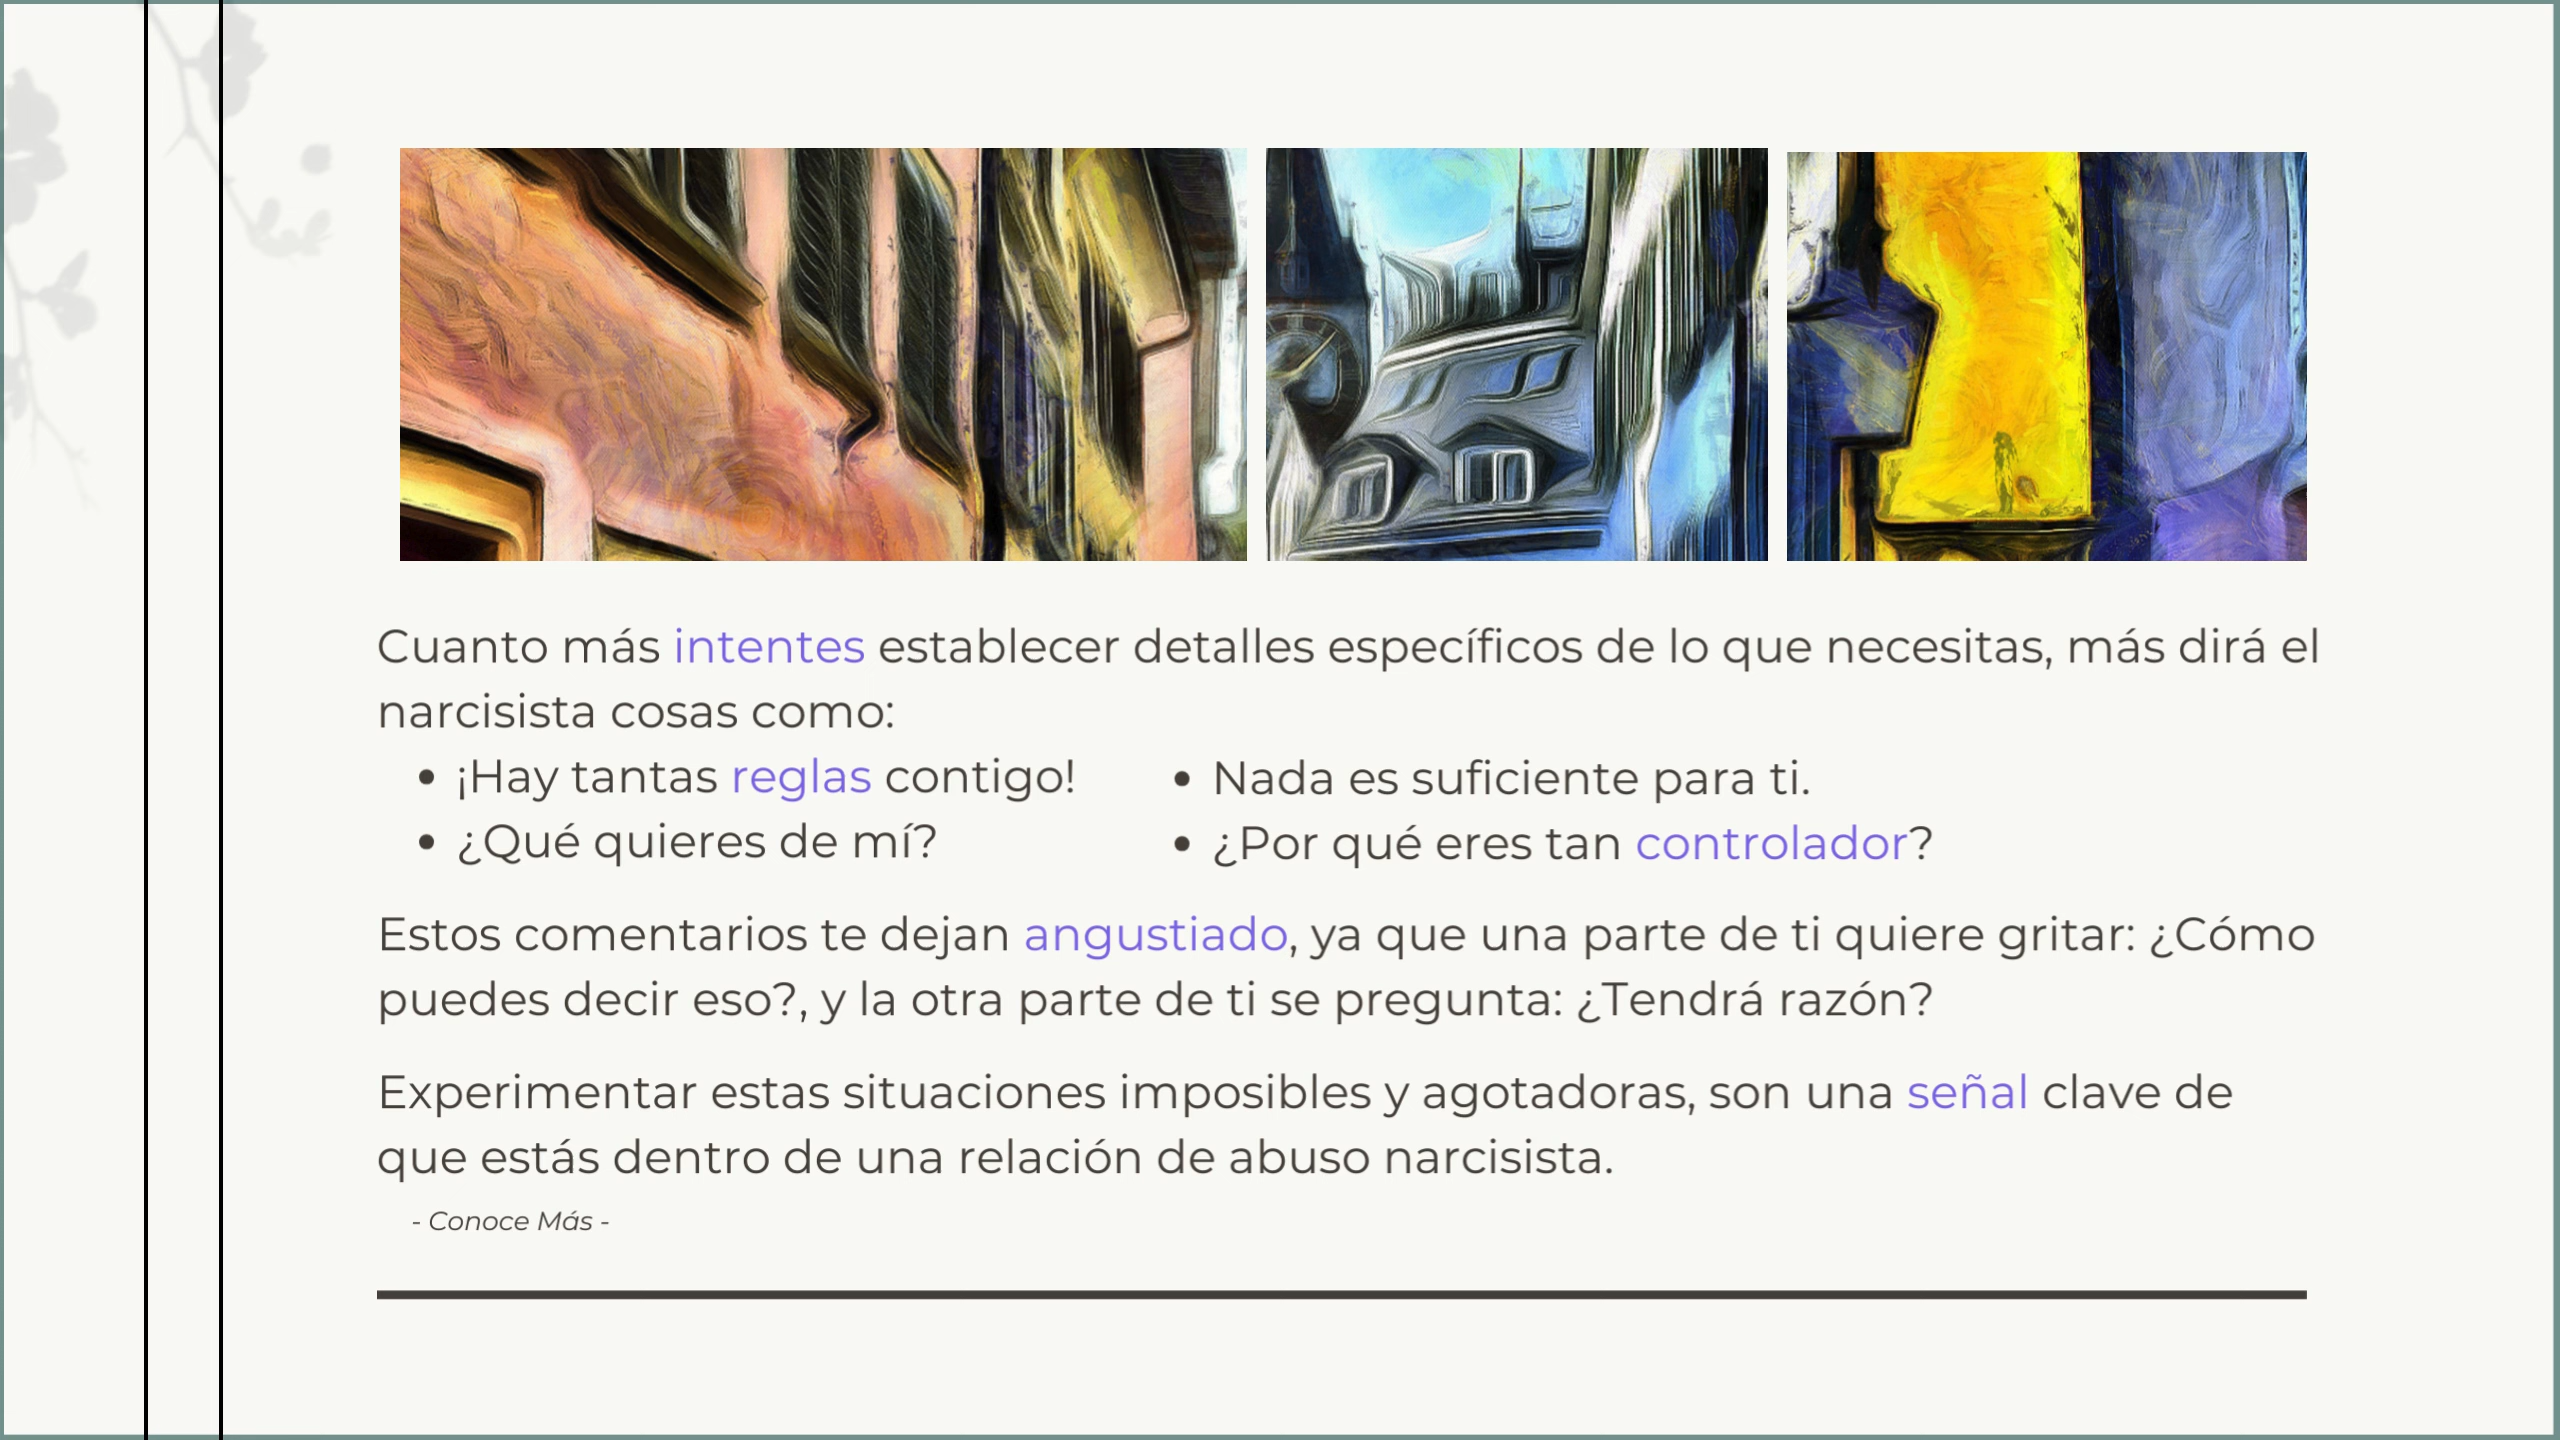 Cuanto más intentes establecer detalles específicos de lo que necesitas, más dirá el
narcisista cosas como:
• ¡Hay tantas reglas contigo!
• ¿Qué quieres de mí?
• Nada es suficiente para ti.
• ¿Por qué eres tan controlador?
Estos comentarios te dejan angustiado, ya que una parte de ti quiere gritar: ¿Cómo
puedes decir eso?, y la otra parte de ti se pregunta: ¿Tendrá razón?
Experimentar estas situaciones imposibles y agotadoras, son una señal clave de
que estás dentro de una relación de abuso narcisista.
- Conoce Más -